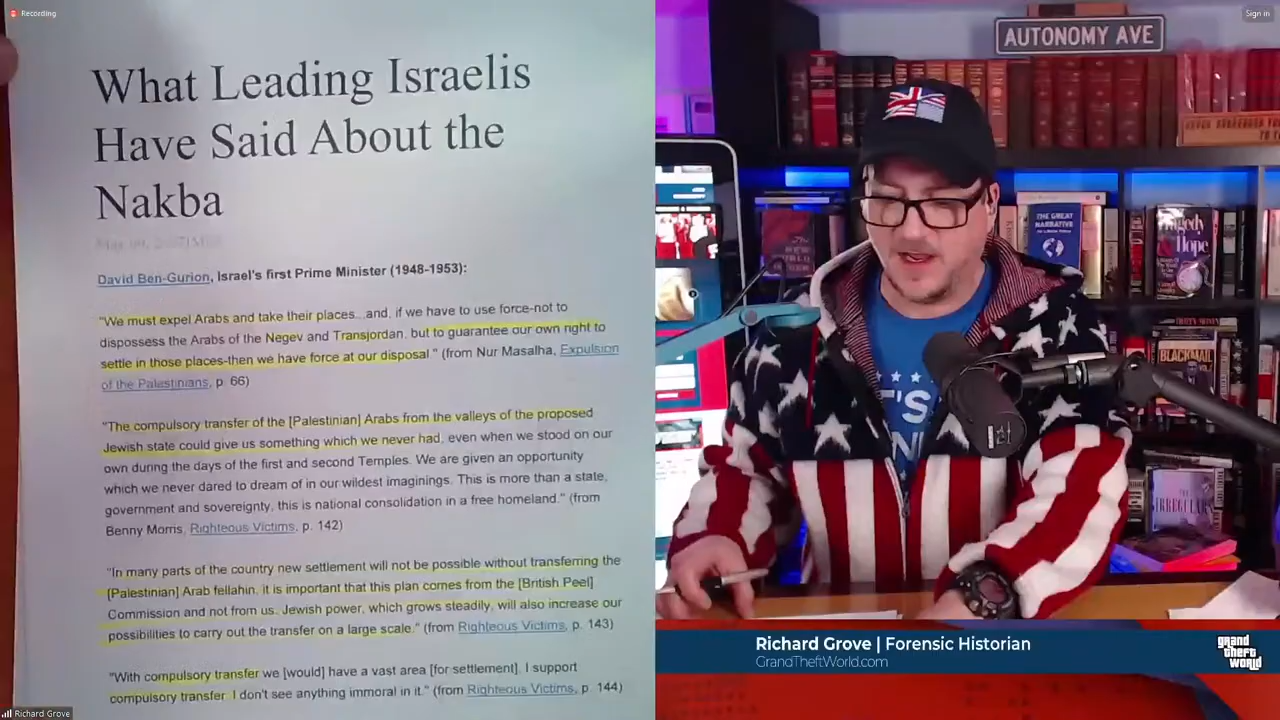 Recording
What Leading Israelis
Have Said About the
Nakba
David Ben-Gurion, Israel's first Prime Minister (1948-1953):
"We must expel Arabs and take their places...and, if we have to use force-not to
dispossess the Arabs of the Negev and Transjordan, but to guarantee our own right to
settle in those places-then we have force at our disposal." (from Nur Masalha, Expulsion
of the Palestinians, p. 66)
"The compulsory transfer of the [Palestinian] Arabs from the valleys of the proposed
Jewish state could give us something which we never had, even when we stood on our
own during the days of the first and second Temples. We are given an opportunity
which we never dared to dream of in our wildest imaginings. This is more than a state,
government and sovereignty, this is national consolidation in a free homeland." (from
Benny Morris, Righteous Victims, p. 142)
"In many parts of the country new settlement will not be possible without transferring the
[Palestinian] Arab fellahin, it is important that this plan comes from the [British Peel]
Commission and not from us. Jewish power, which grows steadily, will also increase our
possibilities to carry out the transfer on a large scale." (from Righteous Victims, p. 143)
"With compulsory transfer we [would] have a vast area [for settlement]. I support
compulsory transfer. I don't see anything immoral in it." (from Righteous Victims, p. 144)
Richard Grove
Sign in
AUTONOMY AVE
THE GREAT
NARRATIVE
Tragedy
& Hope
BLACKMAIL
IRREGULARS
Richard Grove | Forensic Historian
GrandTheftWorld.com
grand
theft
world